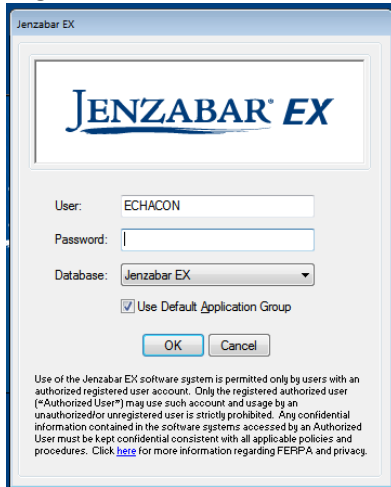 Jenzabar EX
JENZABAR® EX
User: ECHACON
Password:
Database: Jenzabar EX
Use Default Application Group
OK Cancel
Use of the Jenzabar EX software system is permitted only by users with an
authorized registered user account. Only the registered authorized user
("Authorized User") may use such account and usage by an
unauthorized/or unregistered user is strictly prohibited. Any confidential
information contained in the software systems accessed by an Authorized
User must be kept confidential consistent with all applicable policies and
procedures. Click here for more information regarding FERPA and privacy.